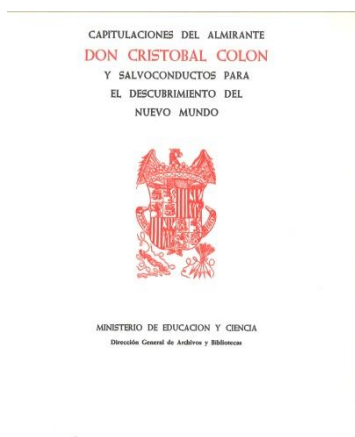 CAPITULACIONES DEL ALMIRANTE
DON CRISTOBAL COLON
Y SALVOCONDUCTOS PARA
EL DESCUBRIMIENTO DEL
NUEVO MUNDO
MINISTERIO DE EDUCACION Y CIENCIA
Dirección General de Archivos y Bibliotecas